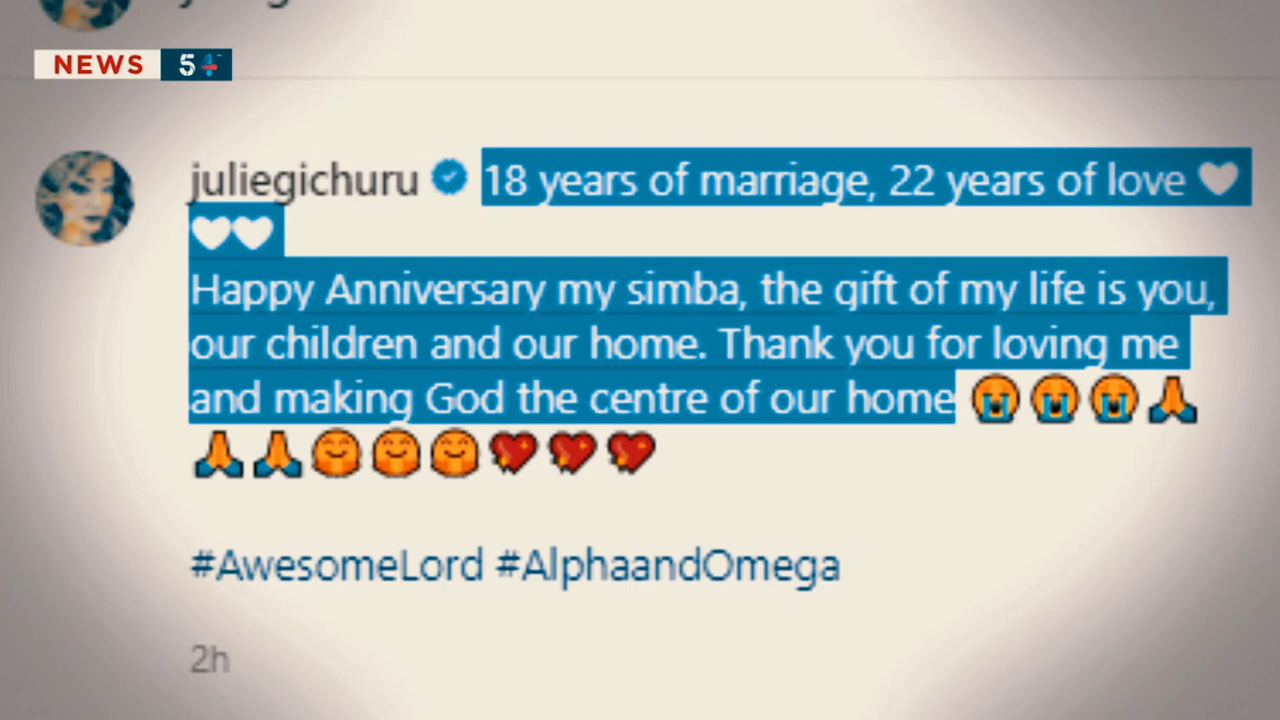 NEWS 54
juliegichuru 18 years of marriage, 22 years of love 🤍
🤍🤍
Happy Anniversary my simba, the gift of my life is you,
our children and our home. Thank you for loving me
and making God the centre of our home 😭😭😭🙏
🙏🙏🤗🤗🤗💖💖💖
#AwesomeLord #AlphaandOmega
2h